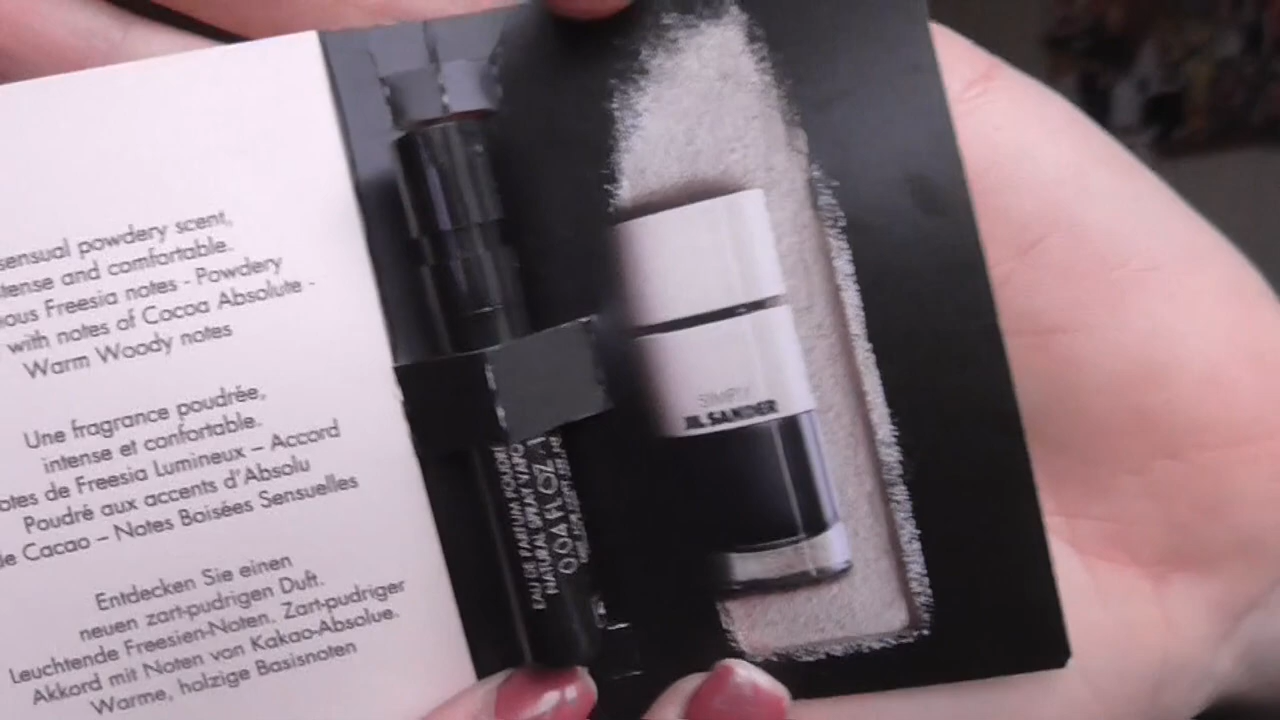 sensual powdery scent,
tense and comfortable.
ous Freesia notes - Powdery
with notes of Cocoa Absolute -
Warm Woody notes
Une fragrance poudrée,
intense et confortable.
otes de Freesia Lumineux – Accord
Poudré aux accents d'Absolu
de Cacao – Notes Boisées Sensuelles
Entdecken Sie einen
neuen zart-pudrigen Duft.
Leuchtende Freesien-Noten. Zart-pudriger
Akkord mit Noten von Kakao-Absolue.
Warme, holzige Basisnoten
EAU DE PARFUM POUDRÉE
NATURAL SPRAY VAPO
0.04 FL.OZ.
SIMPLY
JIL SANDER